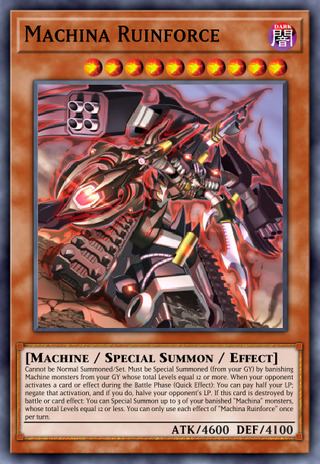 Machina Ruinforce
DARK
闇
[Machine / Special Summon / Effect]
Cannot be Normal Summoned/Set. Must be Special Summoned (from your GY) by banishing
Machine monsters from your GY whose total Levels equal 12 or more. When your opponent
activates a card or effect during the Battle Phase (Quick Effect): You can pay half your LP;
negate that activation, and if you do, halve your opponent's LP. If this card is destroyed by
battle or card effect: You can Special Summon up to 3 of your banished "Machina" monsters,
whose total Levels equal 12 or less. You can only use each effect of "Machina Ruinforce" once
per turn.
ATK/4600 DEF/4100